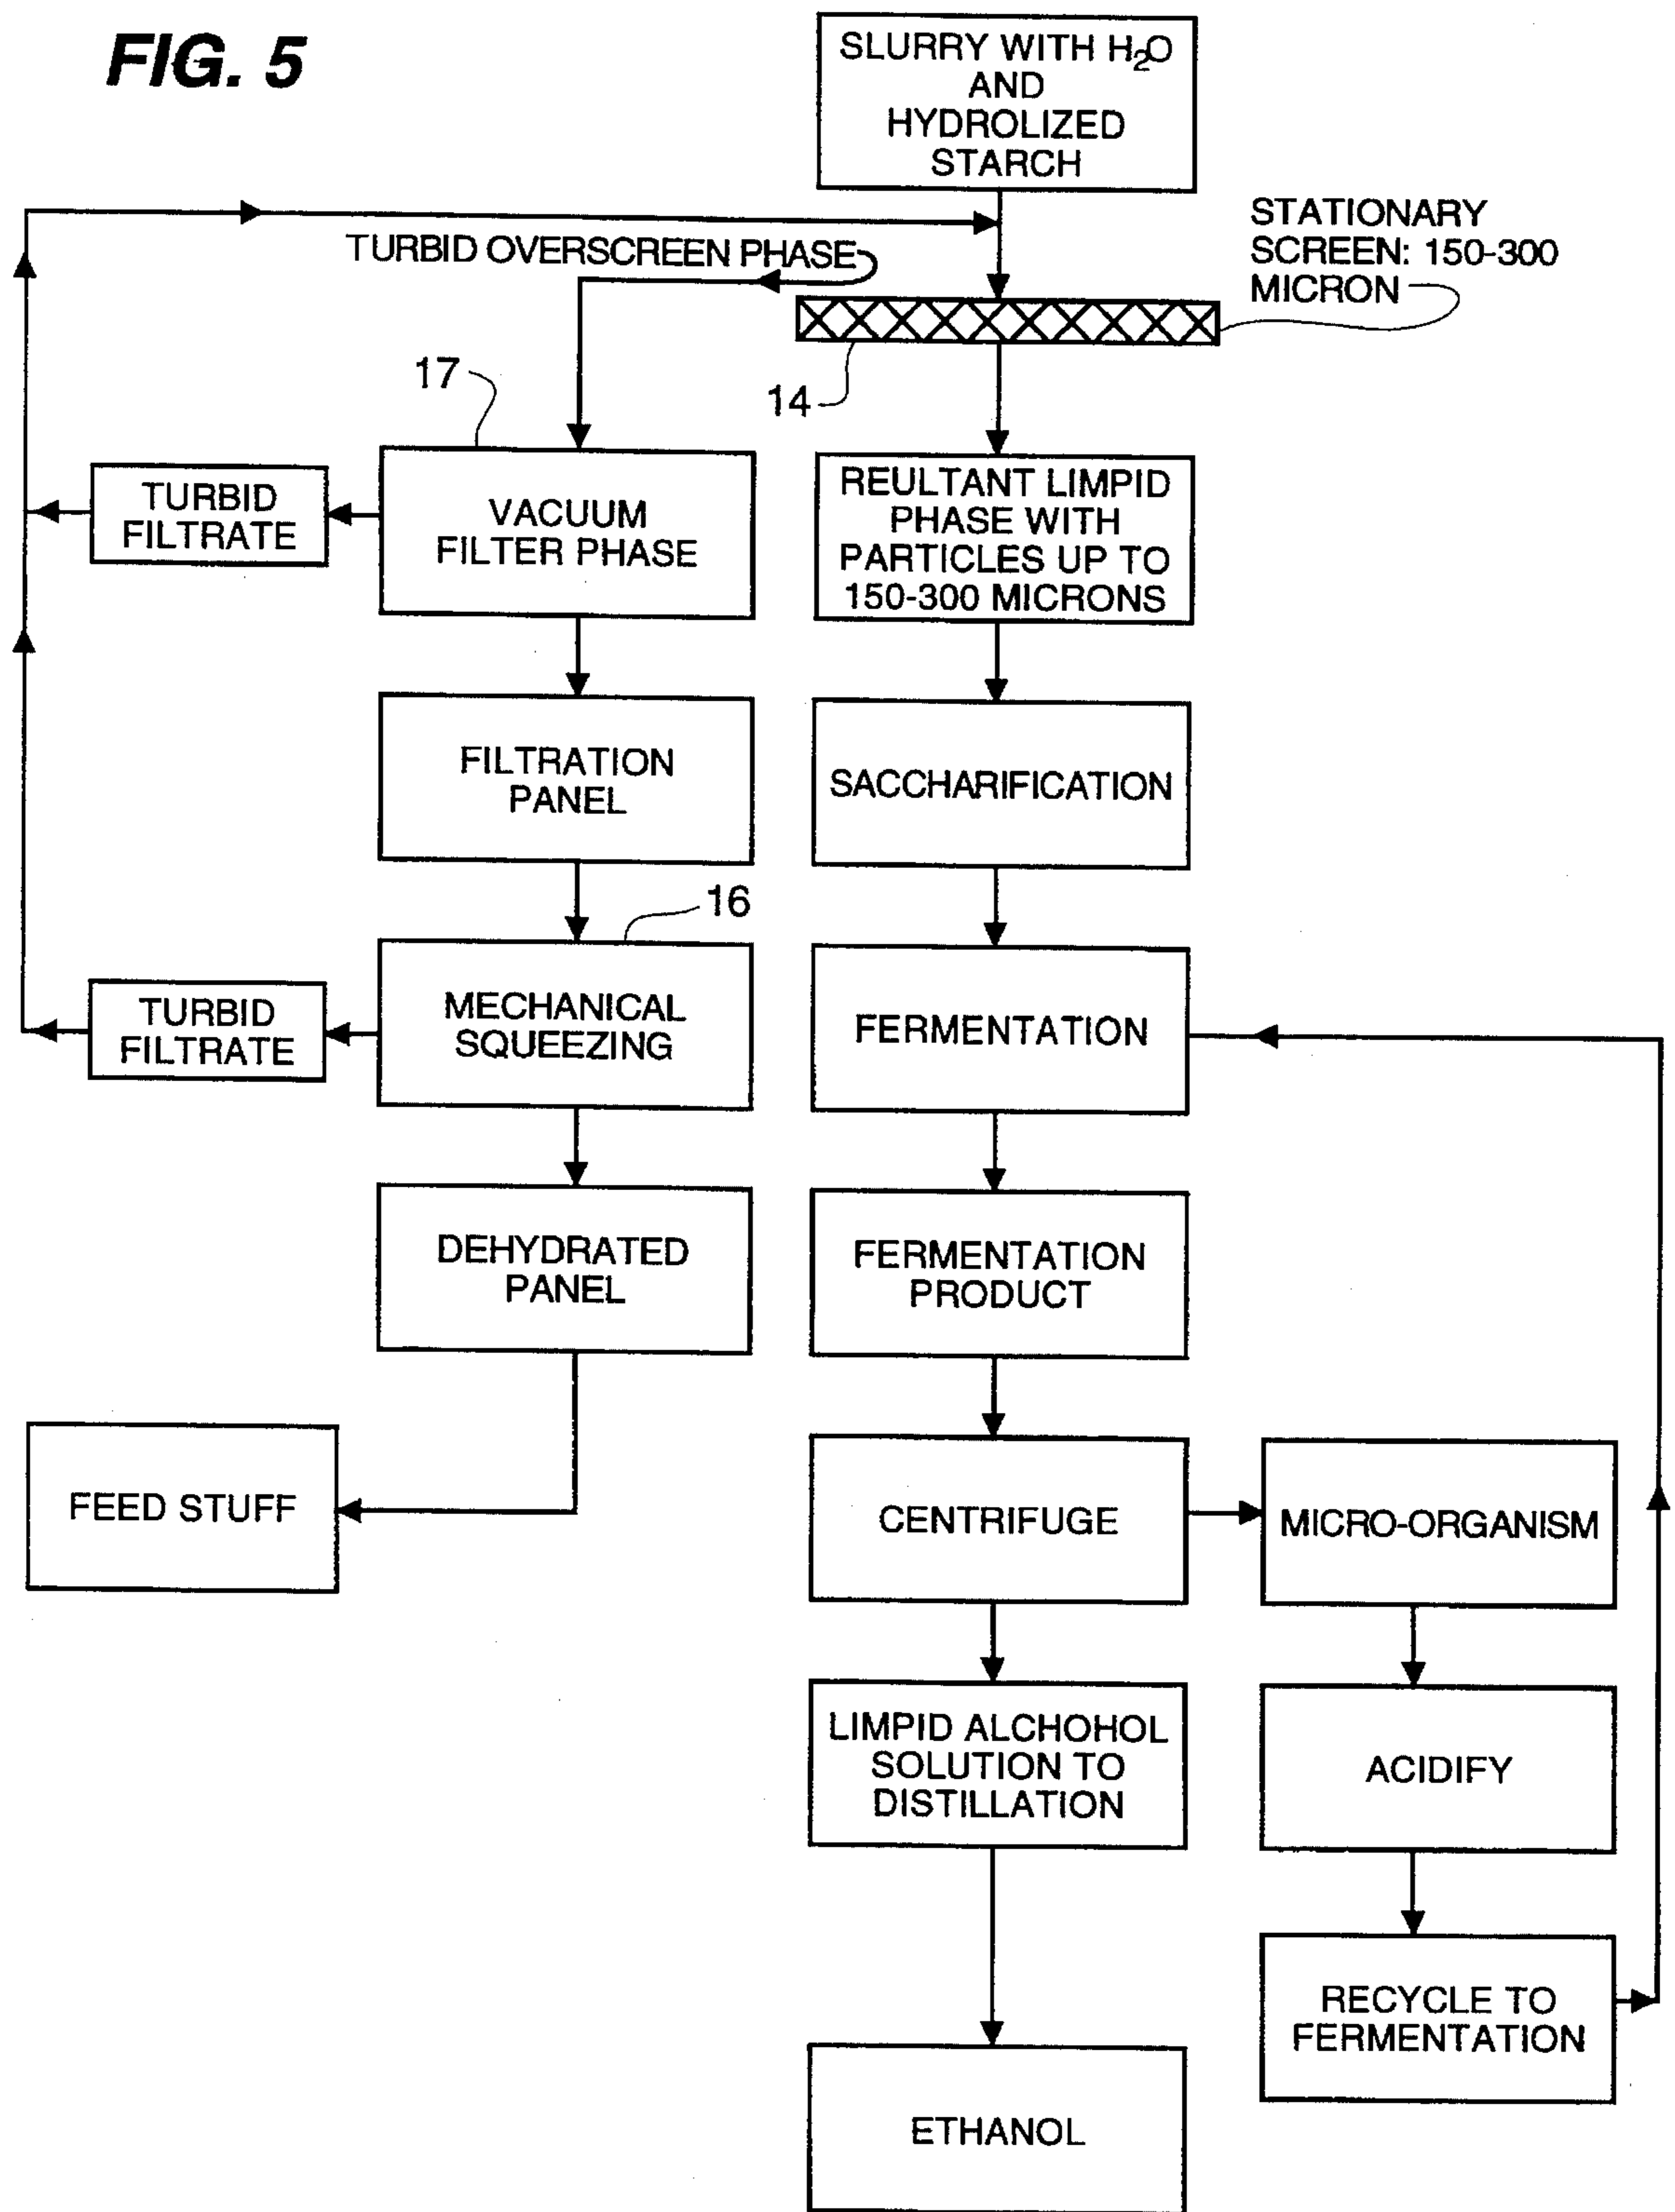 FIG. 5
SLURRY WITH H₂O
AND
HYDROLIZED
STARCH
STATIONARY
SCREEN: 150-300
MICRON
TURBID OVERSCREEN PHASE
14
17
TURBID
FILTRATE
VACUUM
FILTER PHASE
REULTANT LIMPID
PHASE WITH
PARTICLES UP TO
150-300 MICRONS
FILTRATION
PANEL
SACCHARIFICATION
16
TURBID
FILTRATE
MECHANICAL
SQUEEZING
FERMENTATION
DEHYDRATED
PANEL
FERMENTATION
PRODUCT
FEED STUFF
CENTRIFUGE
MICRO-ORGANISM
LIMPID ALCHOHOL
SOLUTION TO
DISTILLATION
ACIDIFY
RECYCLE TO
FERMENTATION
ETHANOL